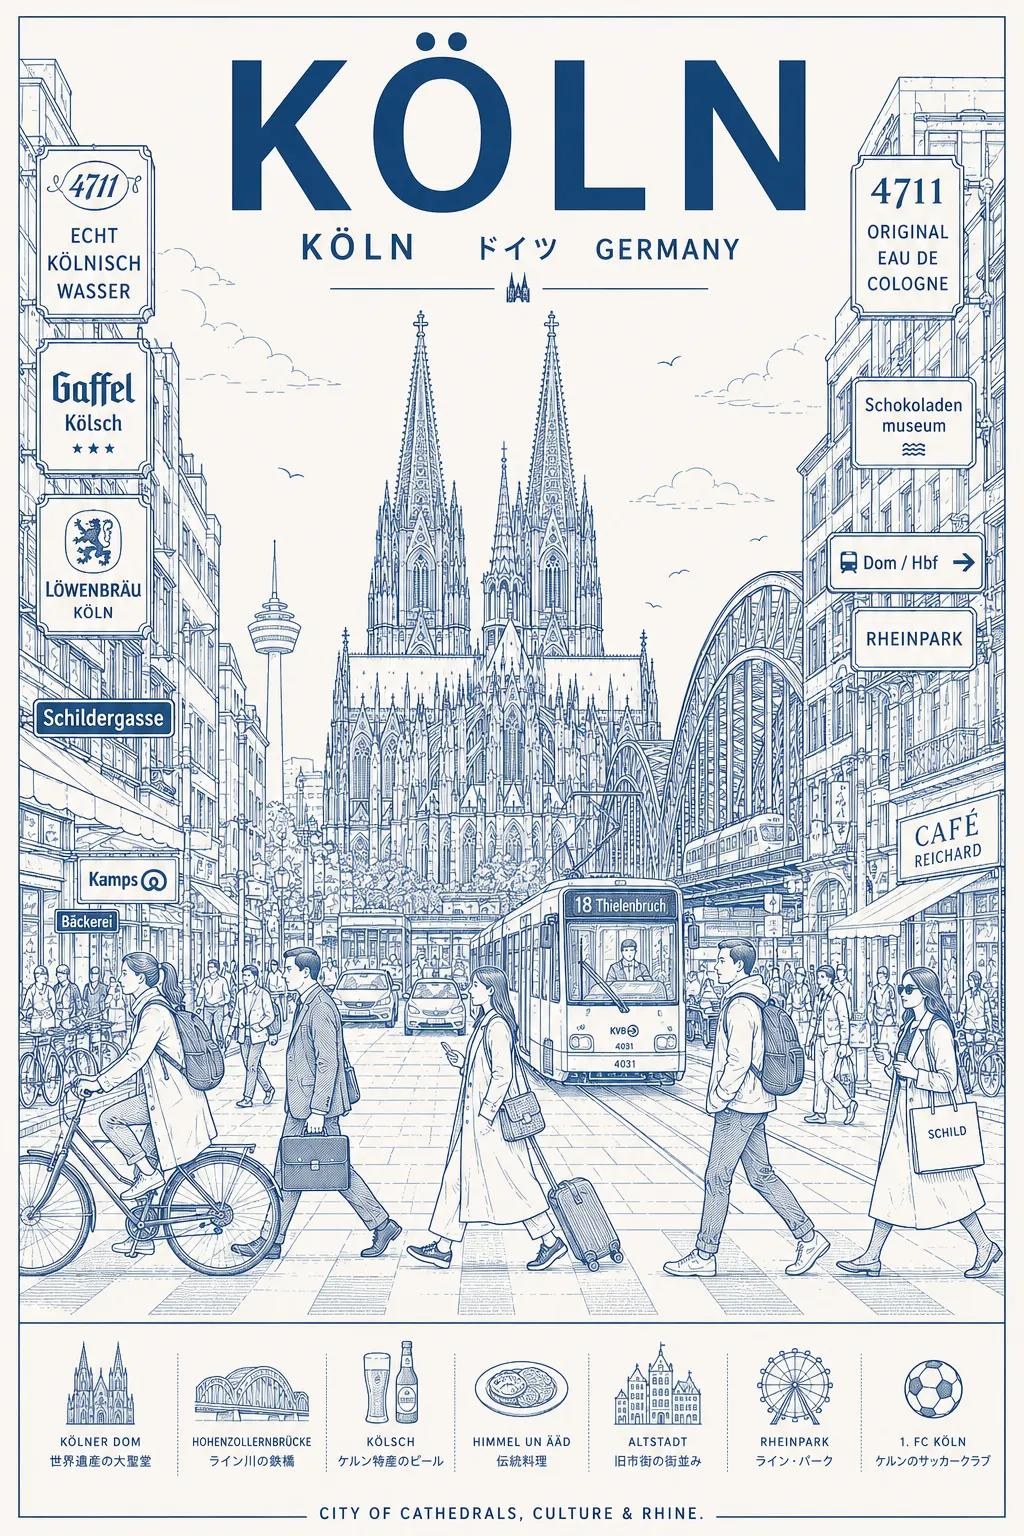 KÖLN
KÖLN ドイツ GERMANY
4711
ECHT
KÖLNISCH
WASSER
Gaffel
Kölsch
LÖWENBRÄU
KÖLN
Schildergasse
Kamps
Bäckerei
4711
ORIGINAL
EAU DE
COLOGNE
Schokoladen
museum
Dom / Hbf
RHEINPARK
CAFÉ
REICHARD
18 Thielenbruch
KVB
4031
4031
SCHILD
KÖLNER DOM
世界遺産の大聖堂
HOHENZOLLERNBRÜCKE
ライン川の鉄橋
KÖLSCH
ケルン特産のビール
HIMMEL UN ÄÄD
伝統料理
ALTSTADT
旧市街の街並み
RHEINPARK
ライン・パーク
1. FC KÖLN
ケルンのサッカークラブ
CITY OF CATHEDRALS, CULTURE & RHINE.